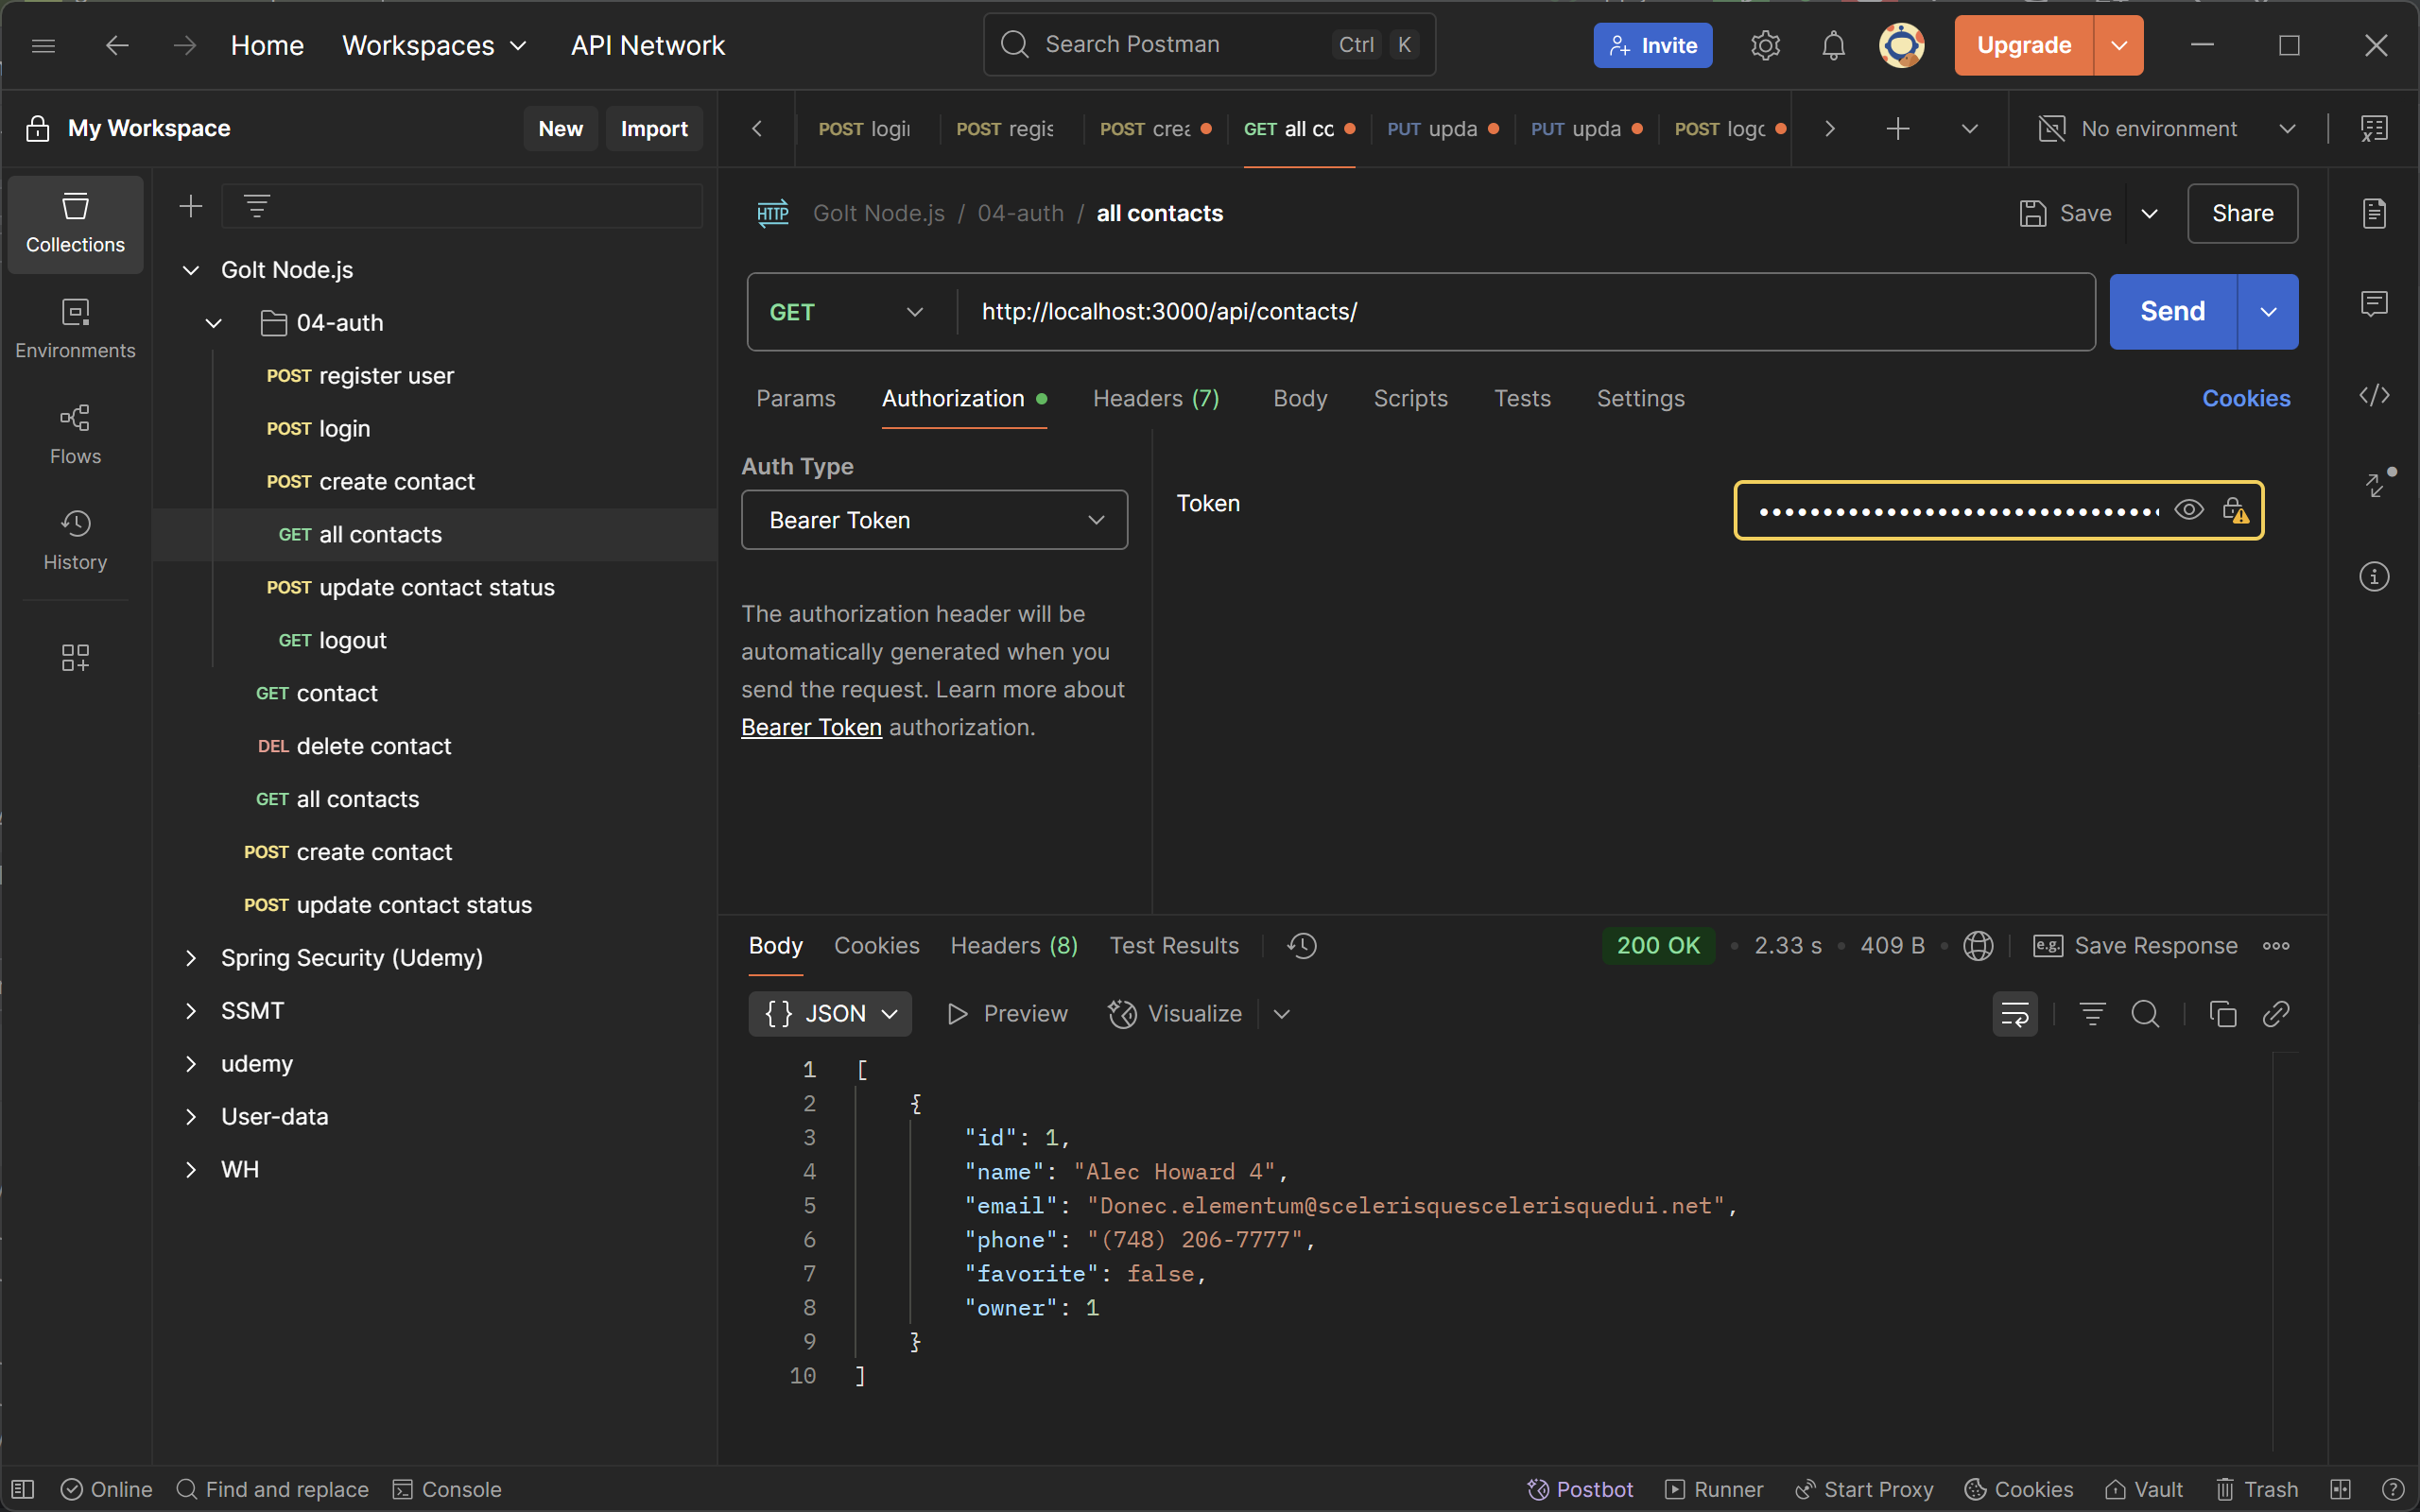 Home Workspaces API Network Search Postman Ctrl K Invite Upgrade
My Workspace New Import
POST login POST regis POST crea GET all co PUT upda PUT upda POST logo No environment
Collections
Environments
Flows
History
GoIt Node.js
04-auth
POST register user
POST login
POST create contact
GET all contacts
POST update contact status
GET logout
GET contact
DEL delete contact
GET all contacts
POST create contact
POST update contact status
Spring Security (Udemy)
SSMT
udemy
User-data
WH
HTTP GoIt Node.js / 04-auth / all contacts Save Share
GET http://localhost:3000/api/contacts/ Send
Params Authorization Headers (7) Body Scripts Tests Settings Cookies
Auth Type
Bearer Token
The authorization header will be
automatically generated when you
send the request. Learn more about
Bearer Token authorization.
Token
Body Cookies Headers (8) Test Results 200 OK • 2.33 s • 409 B • e.g. Save Response
{} JSON Preview Visualize
1 [
2 {
3 "id": 1,
4 "name": "Alec Howard 4",
5 "email": "Donec.elementum@scelerisquescelerisquedui.net",
6 "phone": "(748) 206-7777",
7 "favorite": false,
8 "owner": 1
9 }
10 ]
Online Find and replace Console Postbot Runner Start Proxy Cookies Vault Trash